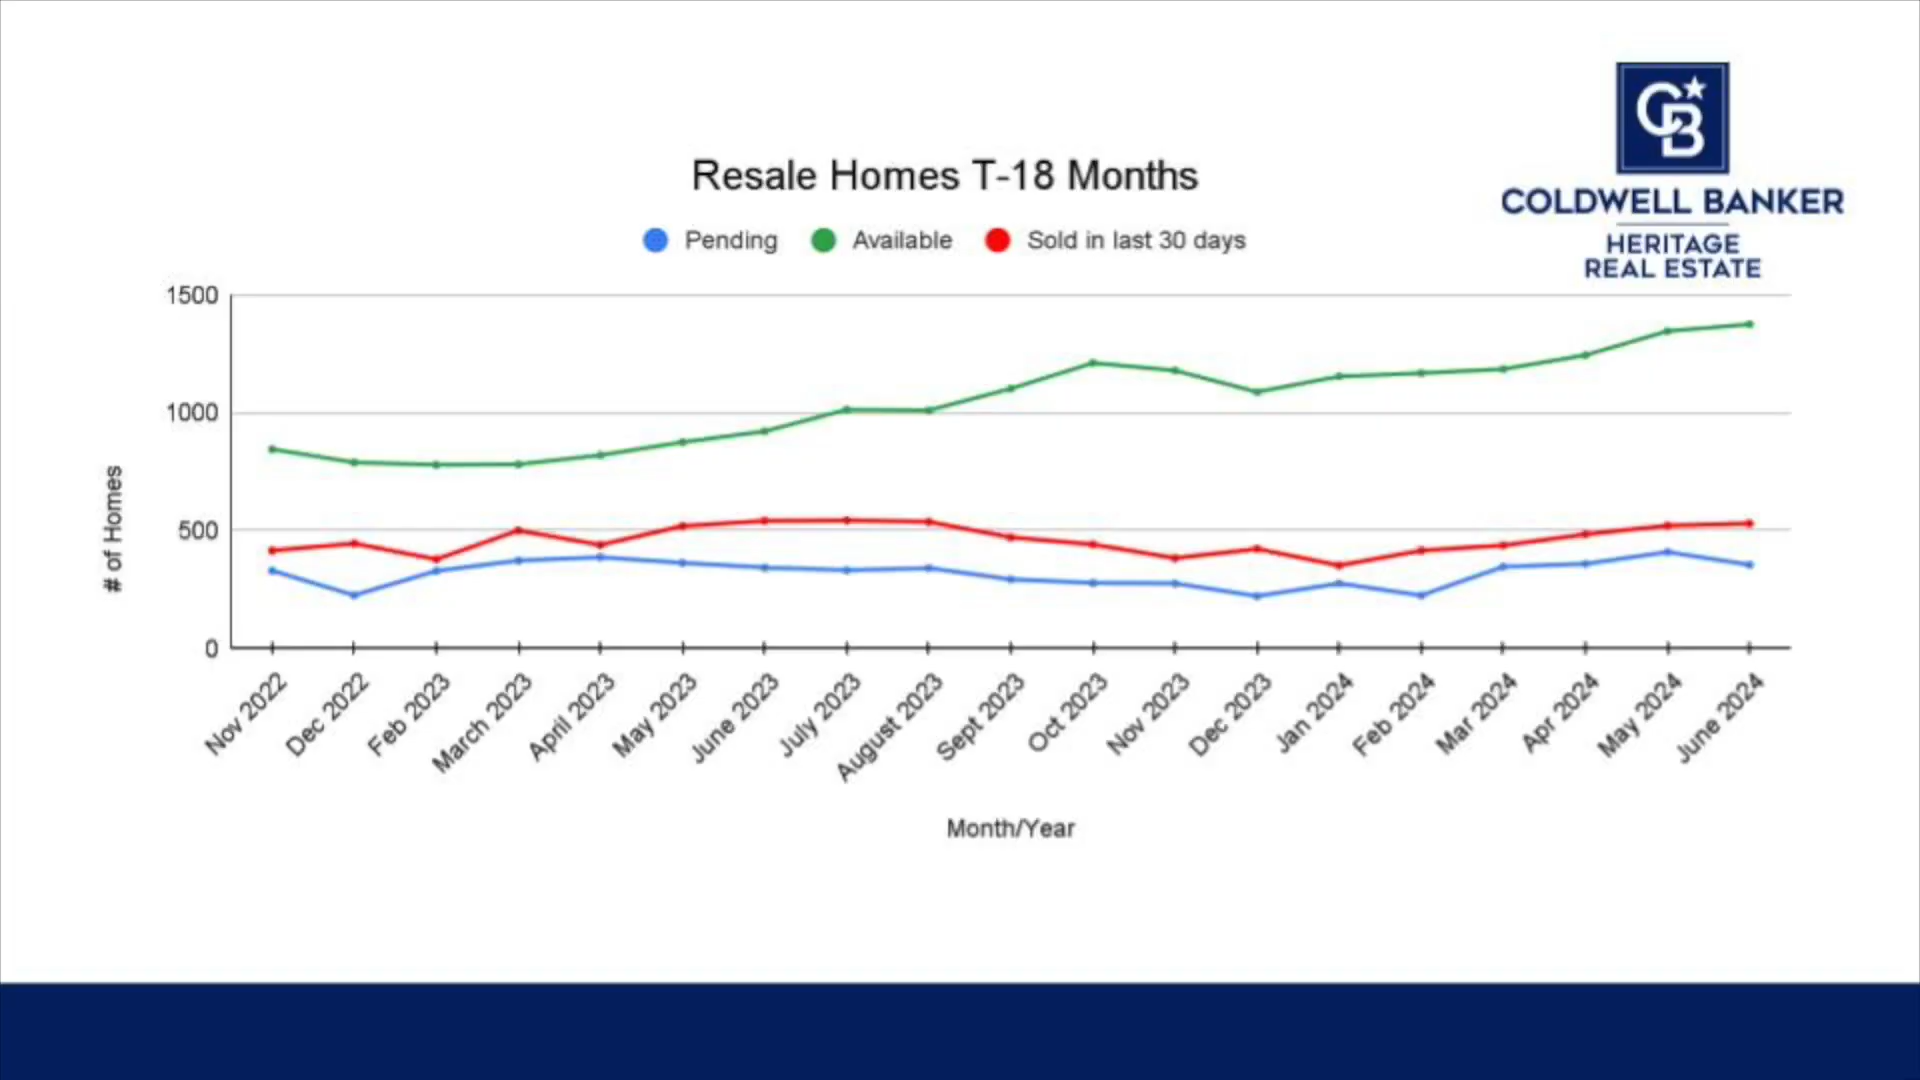 CB
COLDWELL BANKER
HERITAGE
REAL ESTATE
Resale Homes T-18 Months
Pending
Available
Sold in last 30 days
1500
1000
500
0
# of Homes
Nov 2022
Dec 2022
Feb 2023
March 2023
April 2023
May 2023
June 2023
July 2023
August 2023
Sept 2023
Oct 2023
Nov 2023
Dec 2023
Jan 2024
Feb 2024
Mar 2024
Apr 2024
May 2024
June 2024
Month/Year